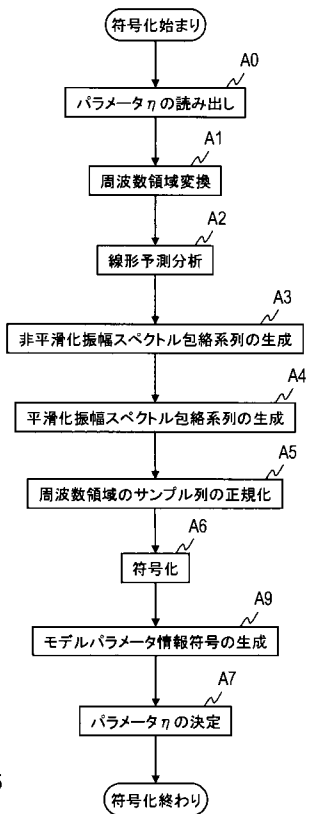 符号化始まり
A0
パラメータηの読み出し
A1
周波数領域変換
A2
線形予測分析
A3
非平滑化振幅スペクトル包絡系列の生成
A4
平滑化振幅スペクトル包絡系列の生成
A5
周波数領域のサンプル列の正規化
A6
符号化
A9
モデルパラメータ情報符号の生成
A7
パラメータηの決定
符号化終わり